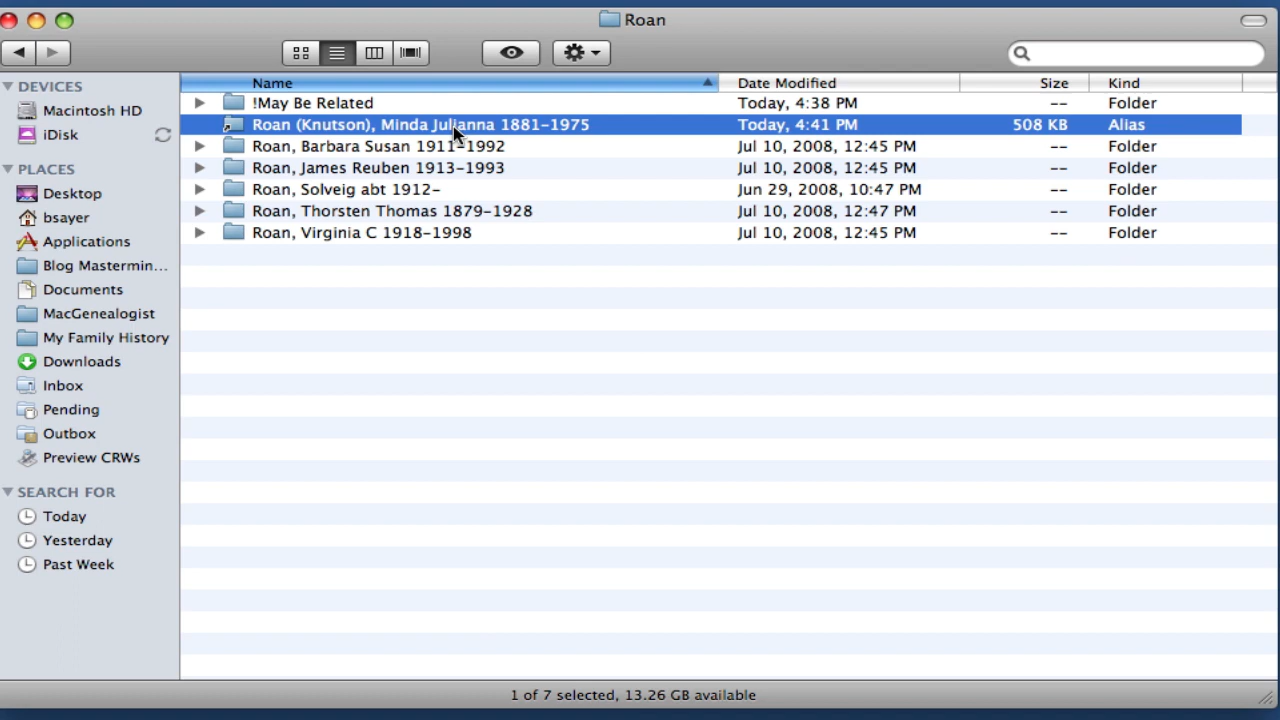 Roan
DEVICES
Macintosh HD
iDisk
PLACES
Desktop
bsayer
Applications
Blog Mastermin...
Documents
MacGenealogist
My Family History
Downloads
Inbox
Pending
Outbox
Preview CRWs
SEARCH FOR
Today
Yesterday
Past Week
Name Date Modified Size Kind
!May Be Related Today, 4:38 PM -- Folder
Roan (Knutson), Minda Julianna 1881-1975 Today, 4:41 PM 508 KB Alias
Roan, Barbara Susan 1911-1992 Jul 10, 2008, 12:45 PM -- Folder
Roan, James Reuben 1913-1993 Jul 10, 2008, 12:45 PM -- Folder
Roan, Solveig abt 1912- Jun 29, 2008, 10:47 PM -- Folder
Roan, Thorsten Thomas 1879-1928 Jul 10, 2008, 12:47 PM -- Folder
Roan, Virginia C 1918-1998 Jul 10, 2008, 12:45 PM -- Folder
1 of 7 selected, 13.26 GB available